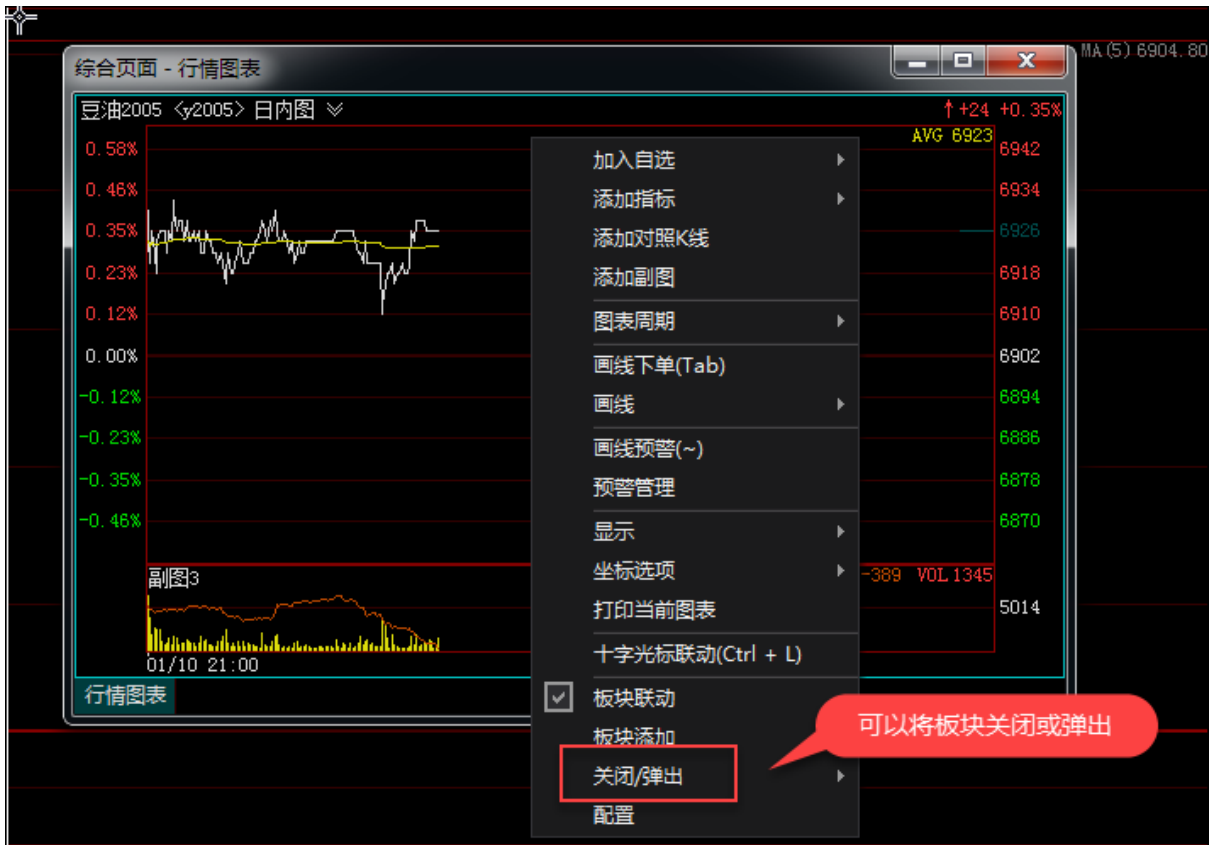 MA(5) 6904.80
综合页面 - 行情图表
豆油2005 <y2005> 日内图
↑+24 +0.35%
AVG 6923
0.58%
0.46%
0.35%
0.23%
0.12%
0.00%
-0.12%
-0.23%
-0.35%
-0.46%
6942
6934
6926
6918
6910
6902
6894
6886
6878
6870
副图3
-389 VOL 1345
5014
01/10 21:00
行情图表
加入自选
添加指标
添加对照K线
添加副图
图表周期
画线下单(Tab)
画线
画线预警(~)
预警管理
显示
坐标选项
打印当前图表
十字光标联动(Ctrl + L)
板块联动
板块添加
关闭/弹出
配置
可以将板块关闭或弹出